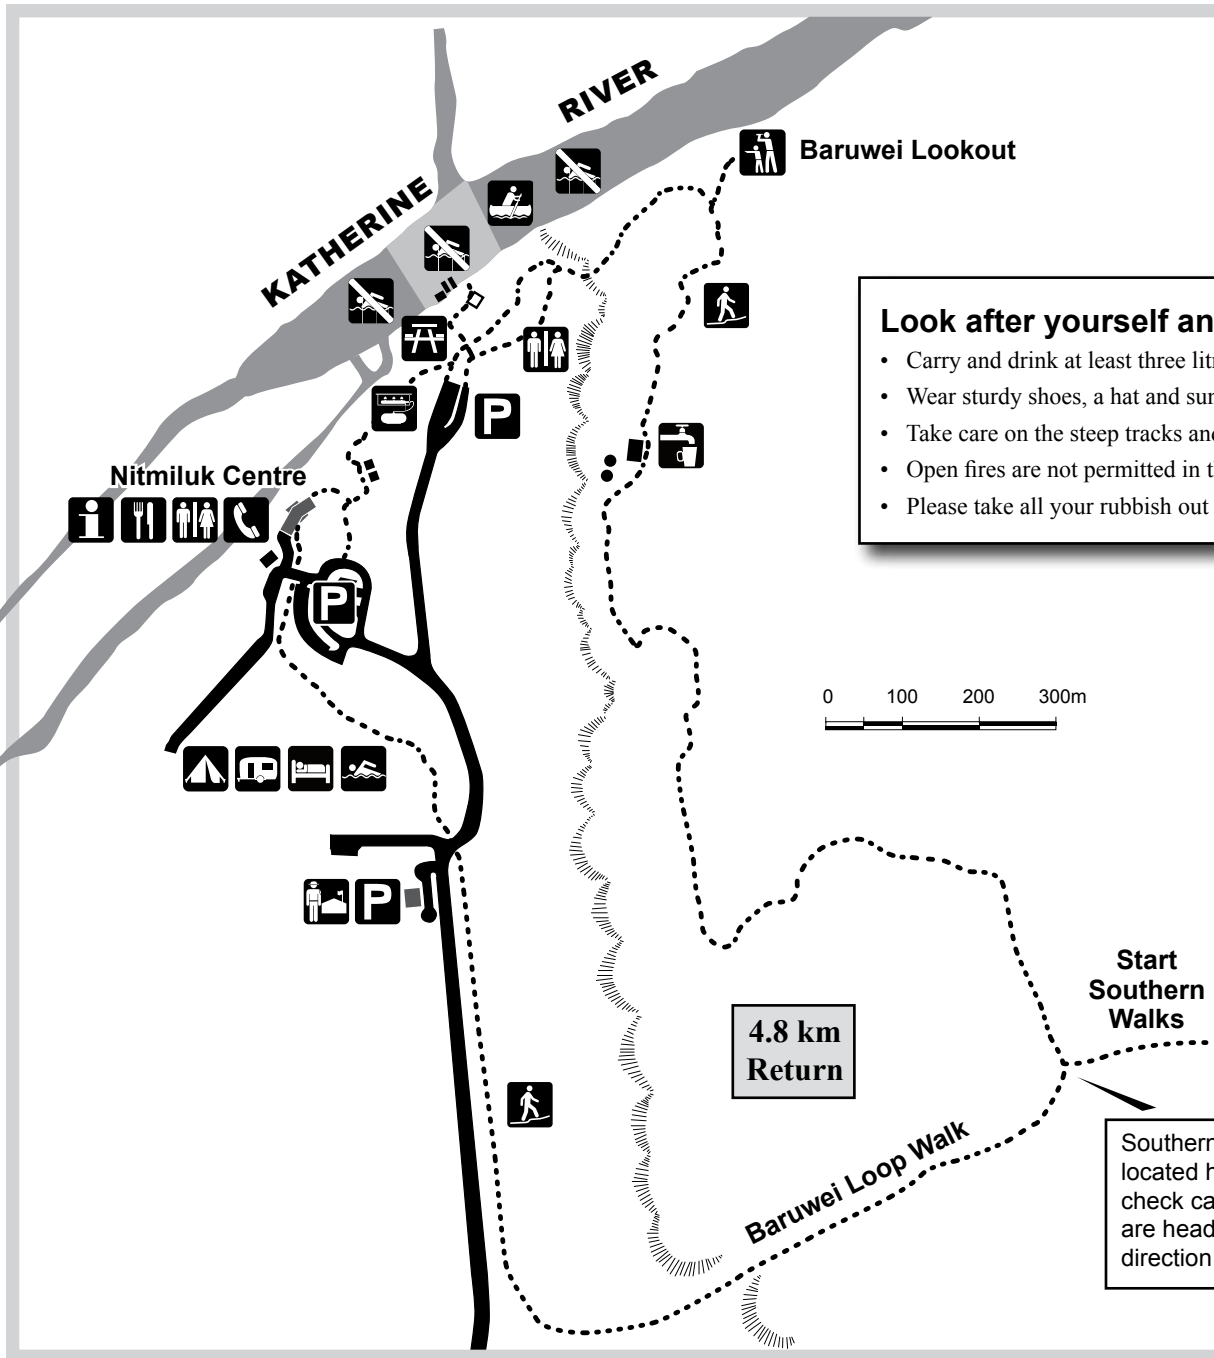 KATHERINE
RIVER
Baruwei Lookout
Look after yourself an
• Carry and drink at least three lit
• Wear sturdy shoes, a hat and su
• Take care on the steep tracks an
• Open fires are not permitted in t
• Please take all your rubbish out
P
Nitmiluk Centre
i
P
0 100 200 300m
P
Start
Southern
Walks
4.8 km
Return
Baruwei Loop Walk
Southern
located h
check ca
are head
direction